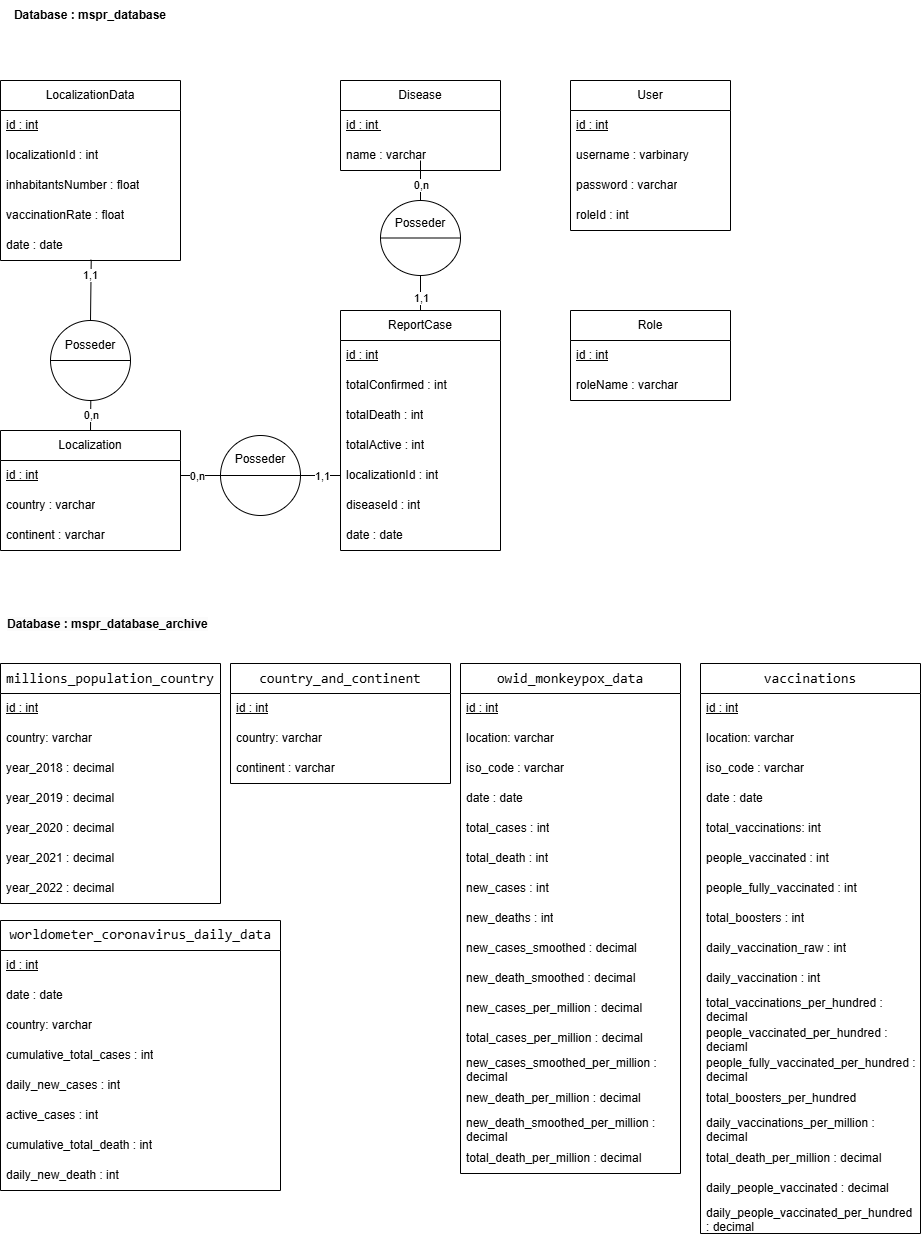 Database : mspr_database
LocalizationData
id : int
localizationId : int
inhabitantsNumber : float
vaccinationRate : float
date : date
1,1
Posseder
0,n
Localization
id : int
country : varchar
continent : varchar
0,n
Posseder
1,1
Disease
id : int
name : varchar
0,n
Posseder
1,1
ReportCase
id : int
totalConfirmed : int
totalDeath : int
totalActive : int
localizationId : int
diseaseId : int
date : date
User
id : int
username : varbinary
password : varchar
roleId : int
Role
id : int
roleName : varchar
Database : mspr_database_archive
millions_population_country
id : int
country: varchar
year_2018 : decimal
year_2019 : decimal
year_2020 : decimal
year_2021 : decimal
year_2022 : decimal
worldometer_coronavirus_daily_data
id : int
date : date
country: varchar
cumulative_total_cases : int
daily_new_cases : int
active_cases : int
cumulative_total_death : int
daily_new_death : int
country_and_continent
id : int
country: varchar
continent : varchar
owid_monkeypox_data
id : int
location: varchar
iso_code : varchar
date : date
total_cases : int
total_death : int
new_cases : int
new_deaths : int
new_cases_smoothed : decimal
new_death_smoothed : decimal
new_cases_per_million : decimal
total_cases_per_million : decimal
new_cases_smoothed_per_million :
decimal
new_death_per_million : decimal
new_death_smoothed_per_million :
decimal
total_death_per_million : decimal
vaccinations
id : int
location: varchar
iso_code : varchar
date : date
total_vaccinations: int
people_vaccinated : int
people_fully_vaccinated : int
total_boosters : int
daily_vaccination_raw : int
daily_vaccination : int
total_vaccinations_per_hundred :
decimal
people_vaccinated_per_hundred :
deciaml
people_fully_vaccinated_per_hundred :
decimal
total_boosters_per_hundred
daily_vaccinations_per_million :
decimal
total_death_per_million : decimal
daily_people_vaccinated : decimal
daily_people_vaccinated_per_hundred
: decimal